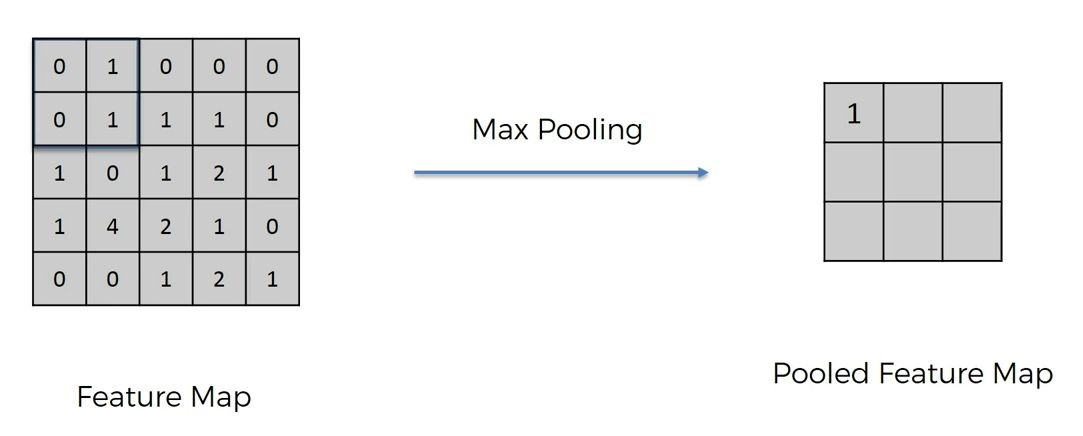 0 1 0 0 0
0 1 1 1 0
1 0 1 2 1
1 4 2 1 0
0 0 1 2 1
Feature Map
Max Pooling
1
Pooled Feature Map